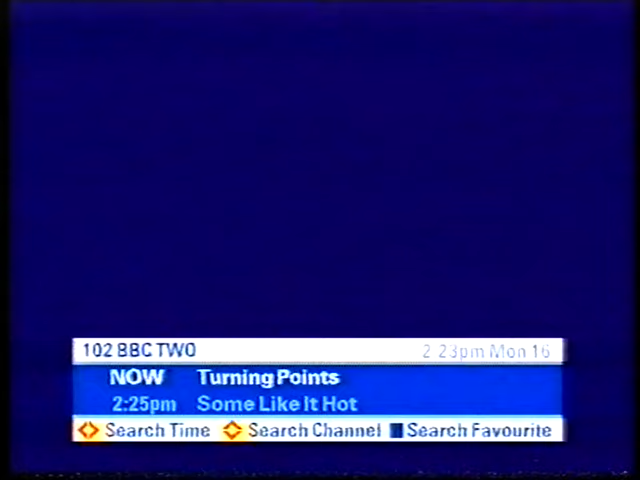 102 BBC TWO 2.23pm Mon 16
NOW Turning Points
2:25pm Some Like It Hot
Search Time Search Channel Search Favourite